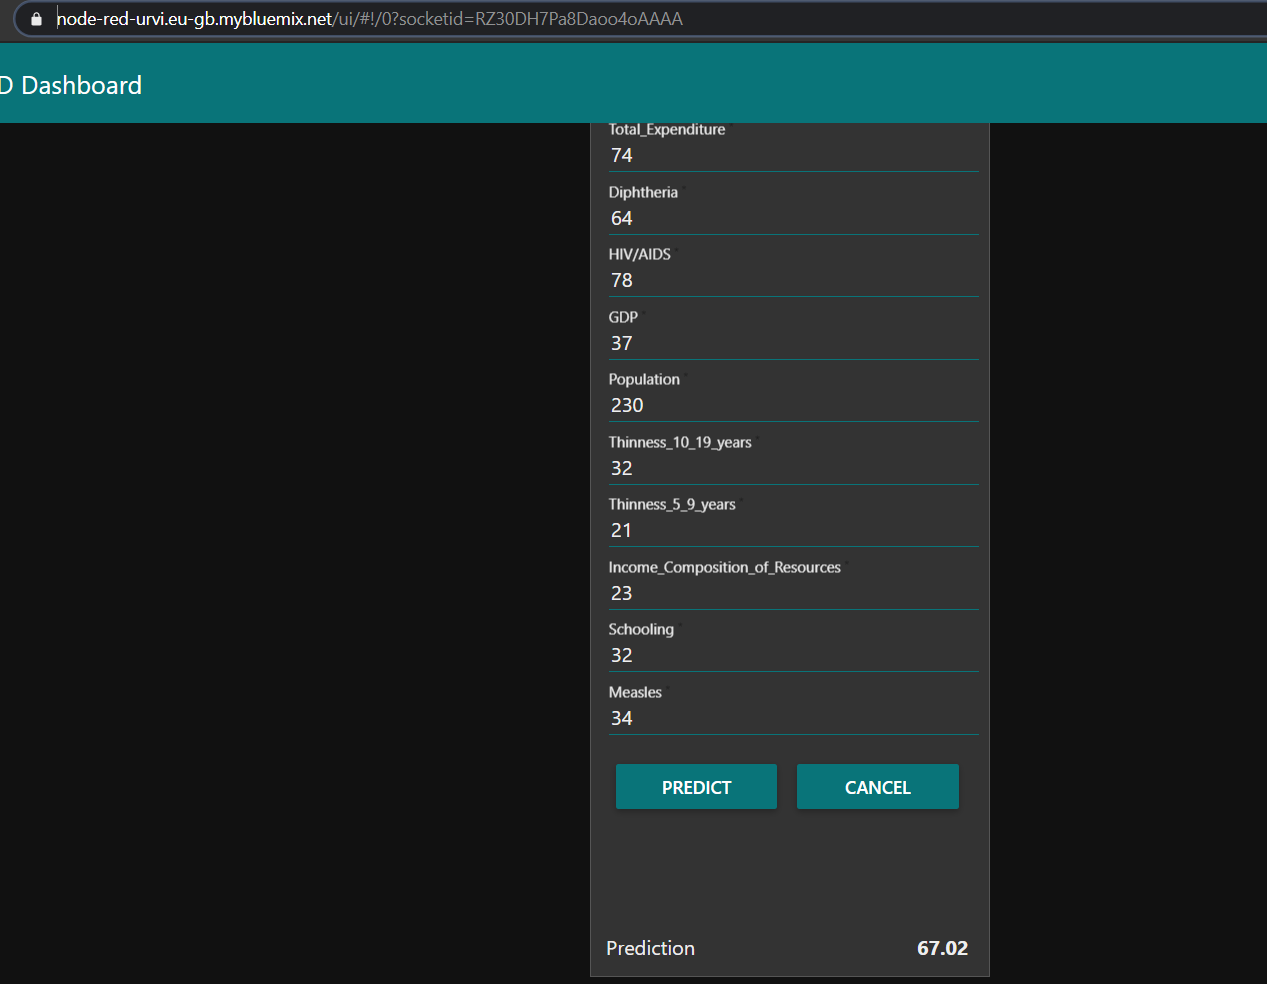 node-red-urvi.eu-gb.mybluemix.net/ui/#!/0?socketid=RZ30DH7Pa8Daoo4oAAAA
D Dashboard
Total_Expenditure *
74
Diphtheria *
64
HIV/AIDS *
78
GDP *
37
Population *
230
Thinness_10_19_years *
32
Thinness_5_9_years *
21
Income_Composition_of_Resources *
23
Schooling *
32
Measles *
34
PREDICT CANCEL
Prediction 67.02